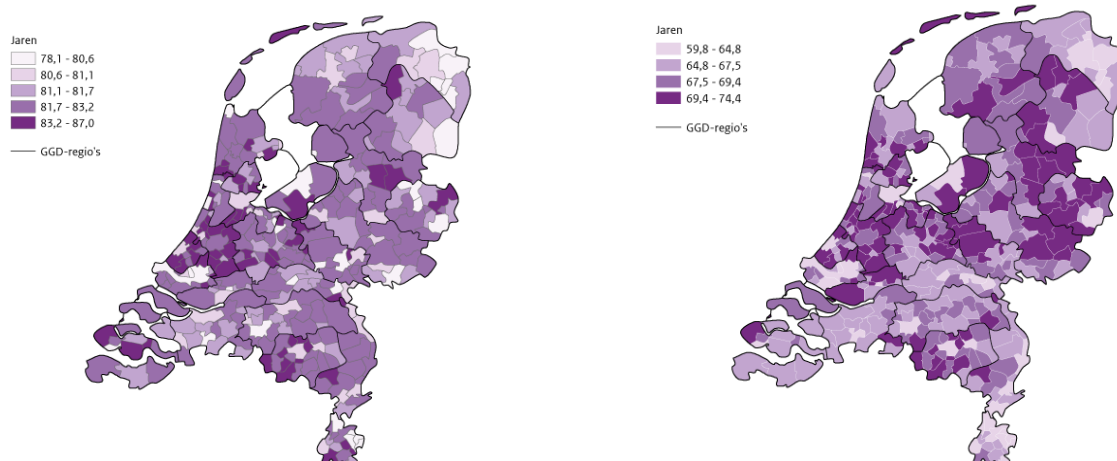 Jaren
78,1 - 80,6
80,6 - 81,1
81,1 - 81,7
81,7 - 83,2
83,2 - 87,0
GGD-regio's
Jaren
59,8 - 64,8
64,8 - 67,5
67,5 - 69,4
69,4 - 74,4
GGD-regio's